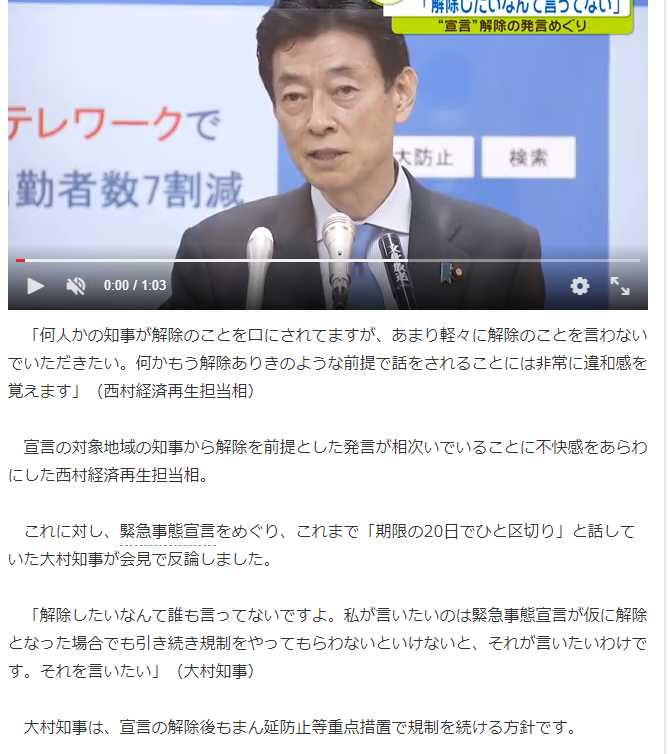 「解除したいなんて言ってない」
“宣言”解除の発言めぐり
テレワークで
勤者数7割減
大防止
検索
文化放送
0:00 / 1:03
「何人かの知事が解除のことを口にされてますが、あまり軽々に解除のことを言わない
でいただきたい。何かもう解除ありきのような前提で話をされることには非常に違和感を
覚えます」（西村経済再生担当相）
宣言の対象地域の知事から解除を前提とした発言が相次いでいることに不快感をあらわ
にした西村経済再生担当相。
これに対し、緊急事態宣言をめぐり、これまで「期限の20日でひと区切り」と話して
いた大村知事が会見で反論しました。
「解除したいなんて誰も言ってないですよ。私が言いたいのは緊急事態宣言が仮に解除
となった場合でも引き続き規制をやってもらわないといけないと、それが言いたいわけで
す。それを言いたい」（大村知事）
大村知事は、宣言の解除後もまん延防止等重点措置で規制を続ける方針です。